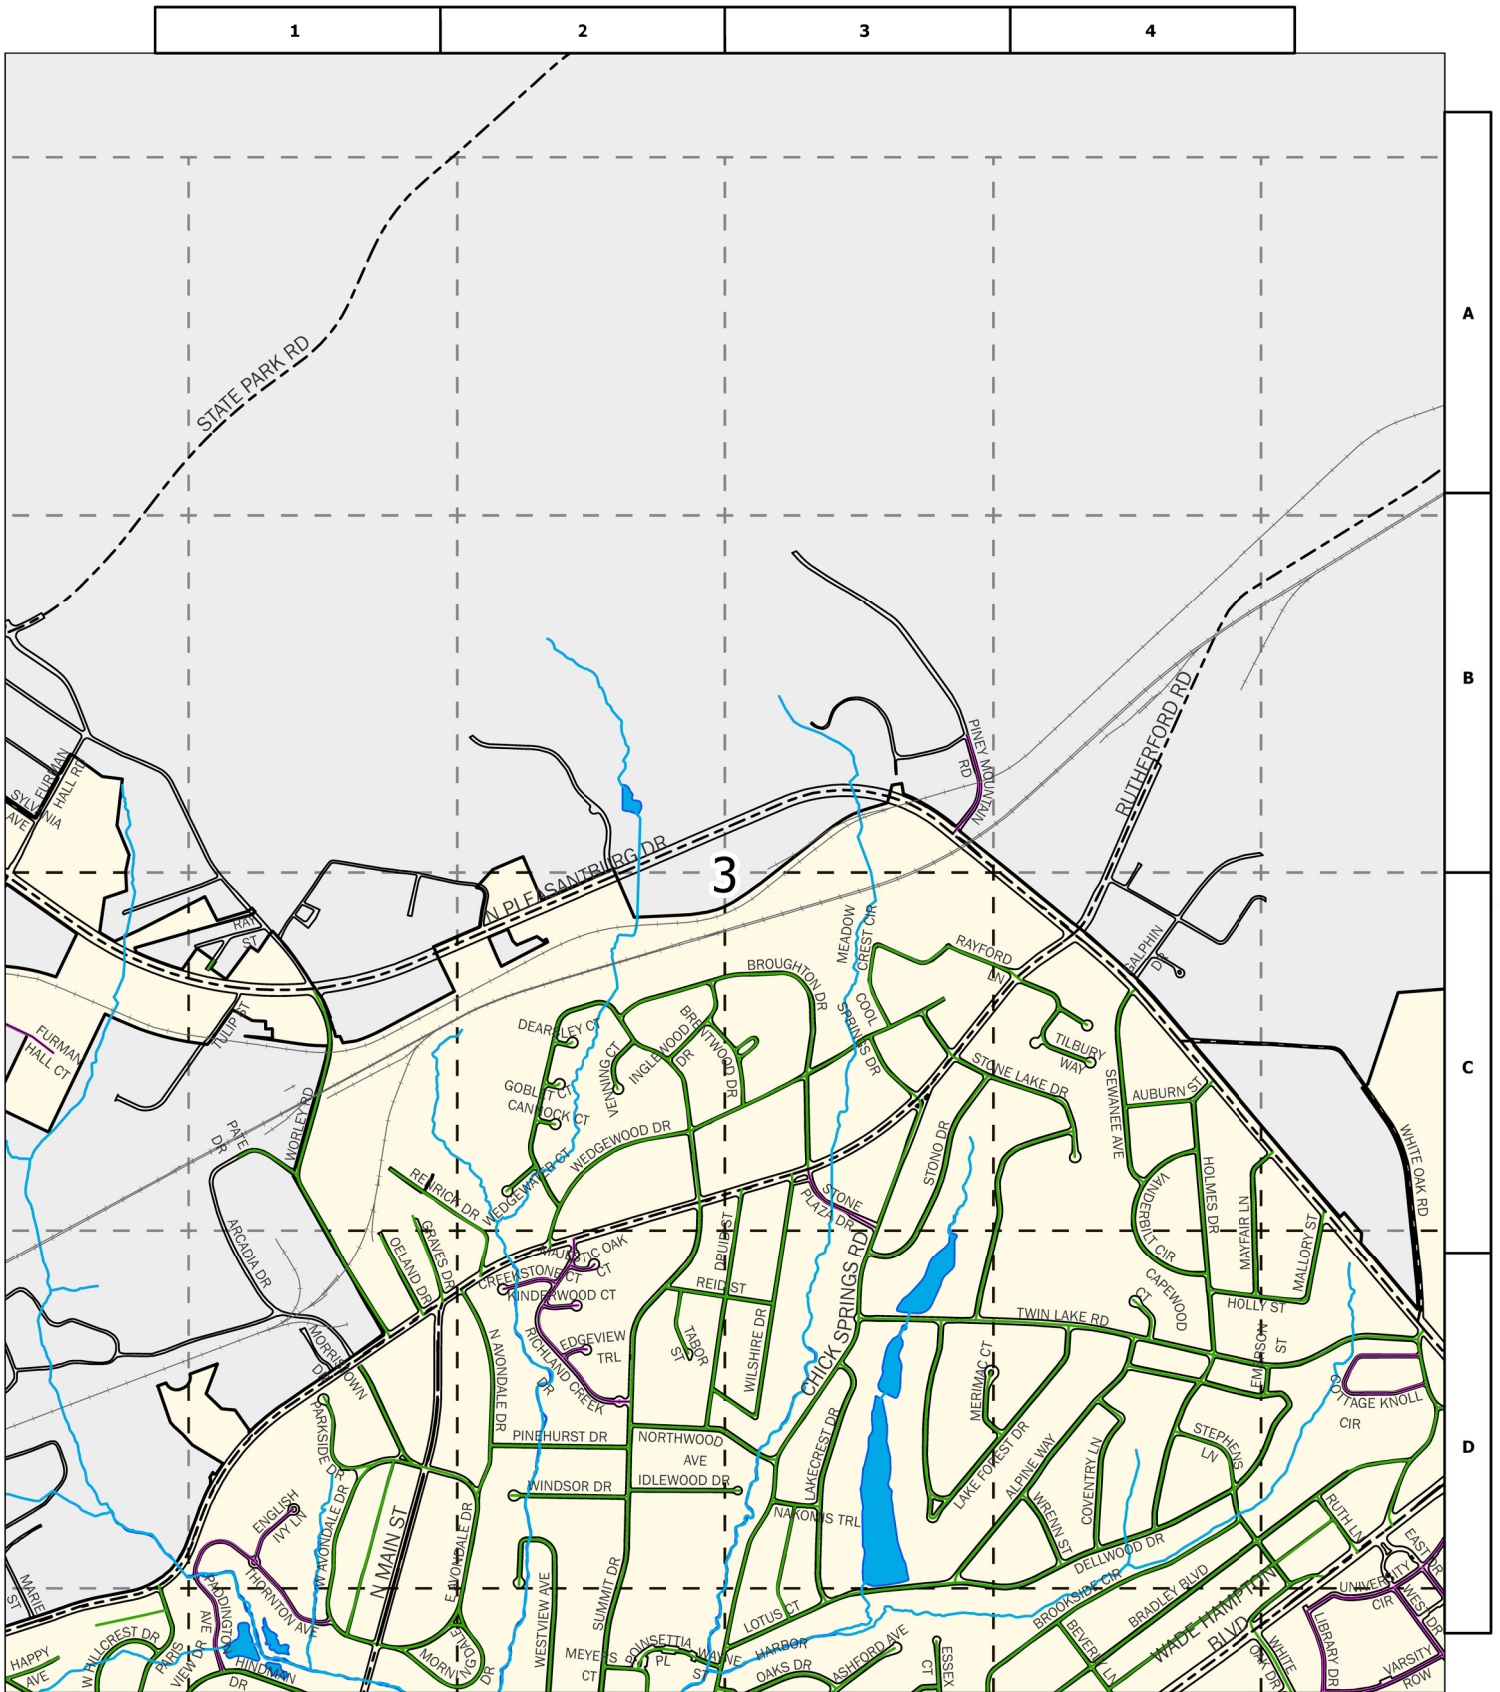 1 2 3 4
A
STATE PARK RD
B
RUTHERFORD RD
PINEY MOUNTAIN
RD
FURMAN
HALL RD
SYLVANIA
AVE
N PLEASANTBURG DR
3
RAY
ST
MEADOW
CREST CIR
RAYFORD
LN
GALPHIN
DR
BROUGHTON DR
COOL
SPRINGS DR
TULIP ST
DEARSLEY CT
BRENTWOOD DR
INGLEWOOD
DR
VENNING CT
FURMAN
HALL CT
TILBURY
WAY
STONE LAKE DR
C
GOBLET CT
CANNOCK CT
SEWANEE AVE
AUBURN ST
WORLEY RD
PATE
DR
WEDGEWOOD DR
STONO DR
WHITE OAK RD
WEDGEWATER CT
RENRICK DR
STONE
PLAZA DR
VANDERBILT CIR
HOLMES DR
MAYFAIR LN
MALLORY ST
ARCADIA DR
OELAND DR
GRAVES DR
DUPUIS ST
MAJESTIC OAK
CT
CREEKSTONE CT
KINDERWOOD CT
REID ST
CHICK SPRINGS RD
CAPEWOOD
CT
HOLLY ST
TWIN LAKE RD
MORRISTOWN
DR
N AVONDALE DR
RICHLAND CREEK
DR
EDGEVIEW
TRL
TABOR
ST
WILSHIRE DR
EMERSON
ST
MERIMAC CT
COTTAGE KNOLL
CIR
PARKSIDE DR
PINEHURST DR
NORTHWOOD
AVE
LAKECREST DR
LAKE FOREST DR
ALPINE WAY
COVENTRY LN
STEPHENS
LN
D
WINDSOR DR
IDLEWOOD DR
NAKOMIS TRL
WRENN ST
RUTH LN
ENGLISH
IVY LN
W AVONDALE DR
N MAIN ST
E AVONDALE DR
DELLWOOD DR
EAST DR
MARIE
ST
PADDINGTON
AVE
THORNTON AVE
WESTVIEW AVE
SUMMIT DR
LOTUS CT
BROOKSIDE CIR
BRADLEY BLVD
WADE HAMPTON
BLVD
UNIVERSITY
CIR
WEST DR
HAPPY
AVE
W HILLCREST DR
PARIS
VIEW DR
HINDMAN
DR
MORNINGDALE
DR
MEYERS
CT
POINSETTIA
PL
WAYNE
ST
HARBOR
OAKS DR
ASHFORD AVE
ESSEX
CT
BEVERLY LN
WHITE
OAK DR
LIBRARY DR
VARSITY
ROW